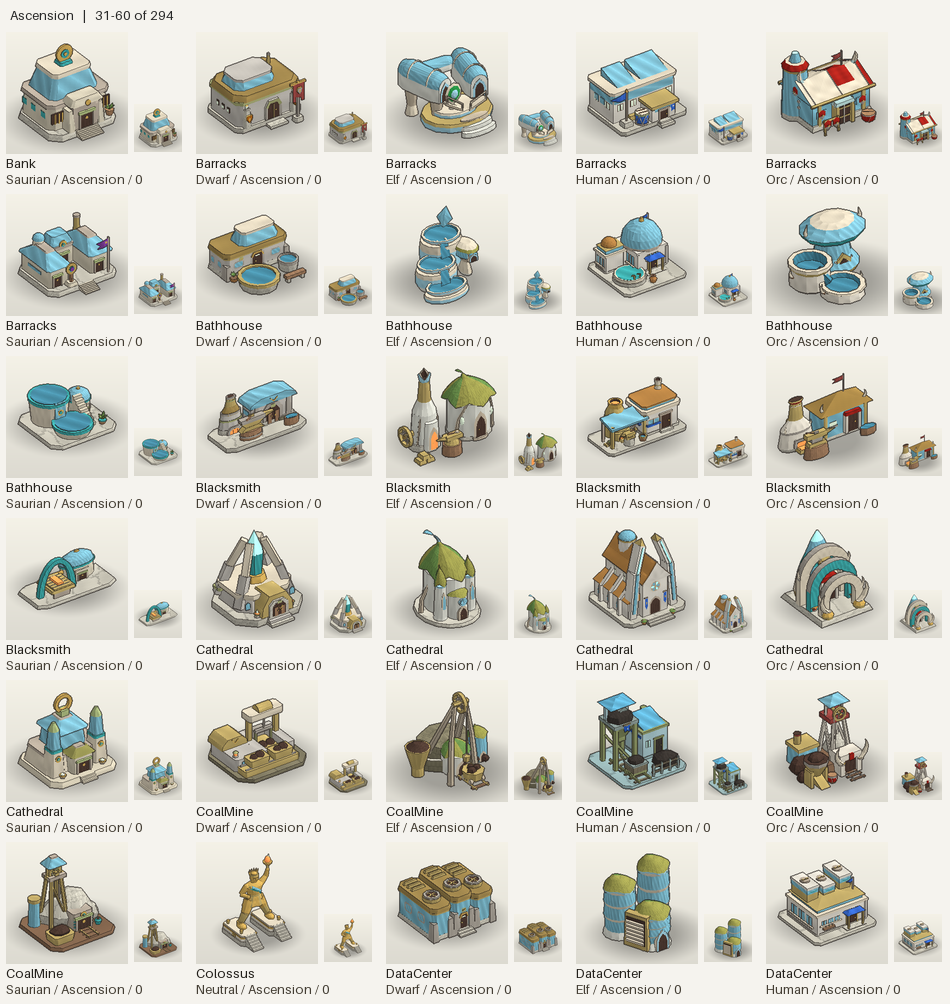 Ascension | 31-60 of 294
Bank
Saurian / Ascension / 0
Barracks
Dwarf / Ascension / 0
Barracks
Elf / Ascension / 0
Barracks
Human / Ascension / 0
Barracks
Orc / Ascension / 0
Barracks
Saurian / Ascension / 0
Bathhouse
Dwarf / Ascension / 0
Bathhouse
Elf / Ascension / 0
Bathhouse
Human / Ascension / 0
Bathhouse
Orc / Ascension / 0
Bathhouse
Saurian / Ascension / 0
Blacksmith
Dwarf / Ascension / 0
Blacksmith
Elf / Ascension / 0
Blacksmith
Human / Ascension / 0
Blacksmith
Orc / Ascension / 0
Blacksmith
Saurian / Ascension / 0
Cathedral
Dwarf / Ascension / 0
Cathedral
Elf / Ascension / 0
Cathedral
Human / Ascension / 0
Cathedral
Orc / Ascension / 0
Cathedral
Saurian / Ascension / 0
CoalMine
Dwarf / Ascension / 0
CoalMine
Elf / Ascension / 0
CoalMine
Human / Ascension / 0
CoalMine
Orc / Ascension / 0
CoalMine
Saurian / Ascension / 0
Colossus
Neutral / Ascension / 0
DataCenter
Dwarf / Ascension / 0
DataCenter
Elf / Ascension / 0
DataCenter
Human / Ascension / 0